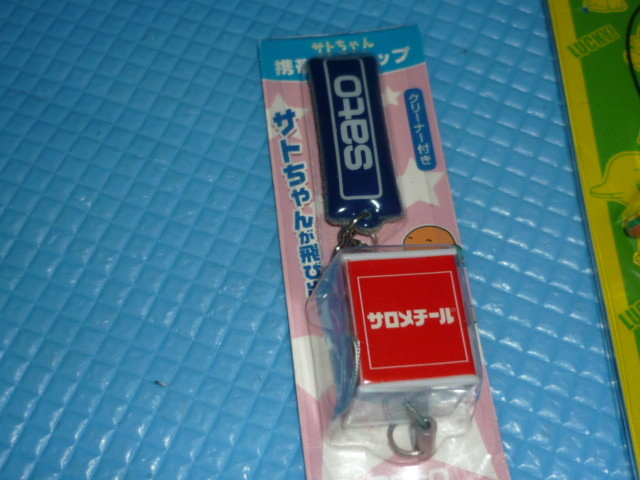 サトちゃん
携帯
ップ
sato
クリーナー付き
サトちゃんが飛び
サロメチール
LUCKY